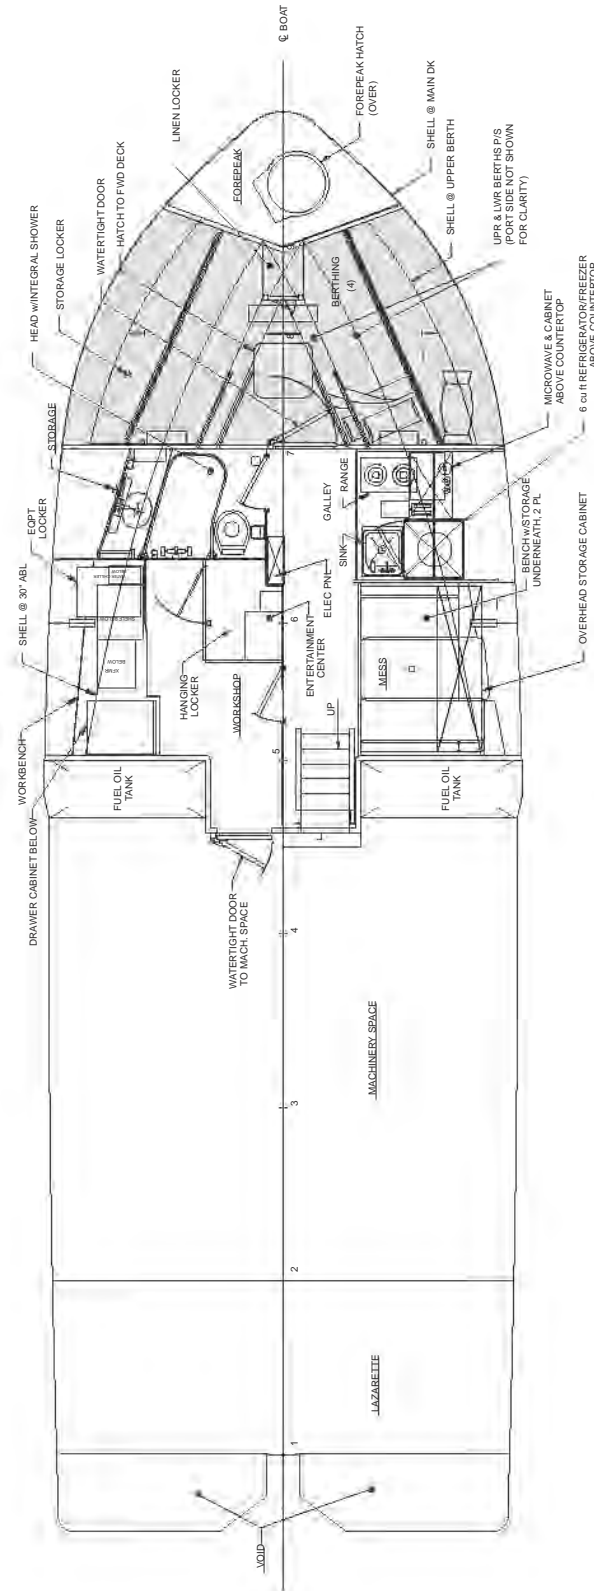 ℄ BOAT
LINEN LOCKER
FOREPEAK
FOREPEAK HATCH
(OVER)
SHELL @ MAIN DK
SHELL @ UPPER BERTH
UPR & LWR BERTHS P/S
(PORT SIDE NOT SHOWN
FOR CLARITY)
HEAD w/INTEGRAL SHOWER
STORAGE LOCKER
WATERTIGHT DOOR
HATCH TO FWD DECK
BERTHING
(4)
MICROWAVE & CABINET
ABOVE COUNTERTOP
6 cu ft REFRIGERATOR/FREEZER
ABOVE COUNTERTOP
STORAGE
EQPT
LOCKER
SHELL @ 30" ABL
7
GALLEY
RANGE
SINK
BENCH w/STORAGE
UNDERNEATH, 2 PL
OVERHEAD STORAGE CABINET
ELEC PNL
6
ENTERTAINMENT
CENTER
HANGING
LOCKER
WORKSHOP
SHELF BELOW
XFMR
BELOW
MESS
UP
WORKBENCH
DRAWER CABINET BELOW
5
FUEL OIL
TANK
FUEL OIL
TANK
WATERTIGHT DOOR
TO MACH. SPACE
4
MACHINERY SPACE
3
2
LAZARETTE
1
VOID